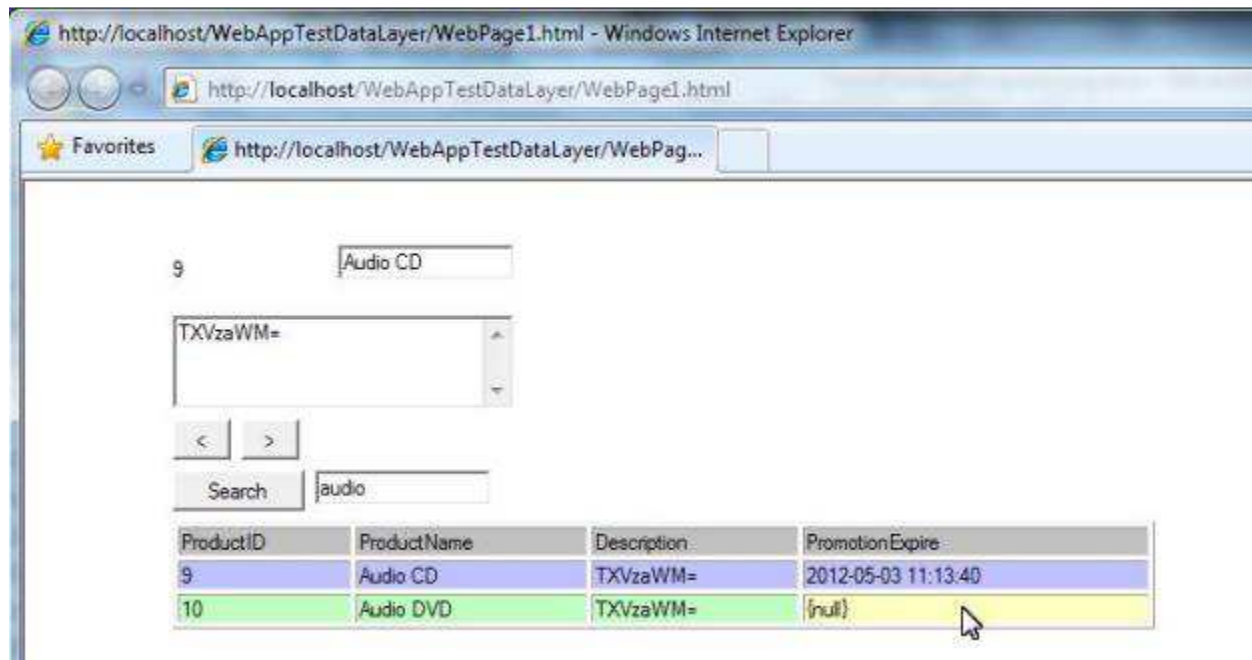 http://localhost/WebAppTestDataLayer/WebPage1.html - Windows Internet Explorer
http://localhost/WebAppTestDataLayer/WebPage1.html
Favorites http://localhost/WebAppTestDataLayer/WebPag...
9 Audio CD
TXVzaWM=
< >
Search audio
ProductID ProductName Description PromotionExpire
9 Audio CD TXVzaWM= 2012-05-03 11:13:40
10 Audio DVD TXVzaWM= {null}